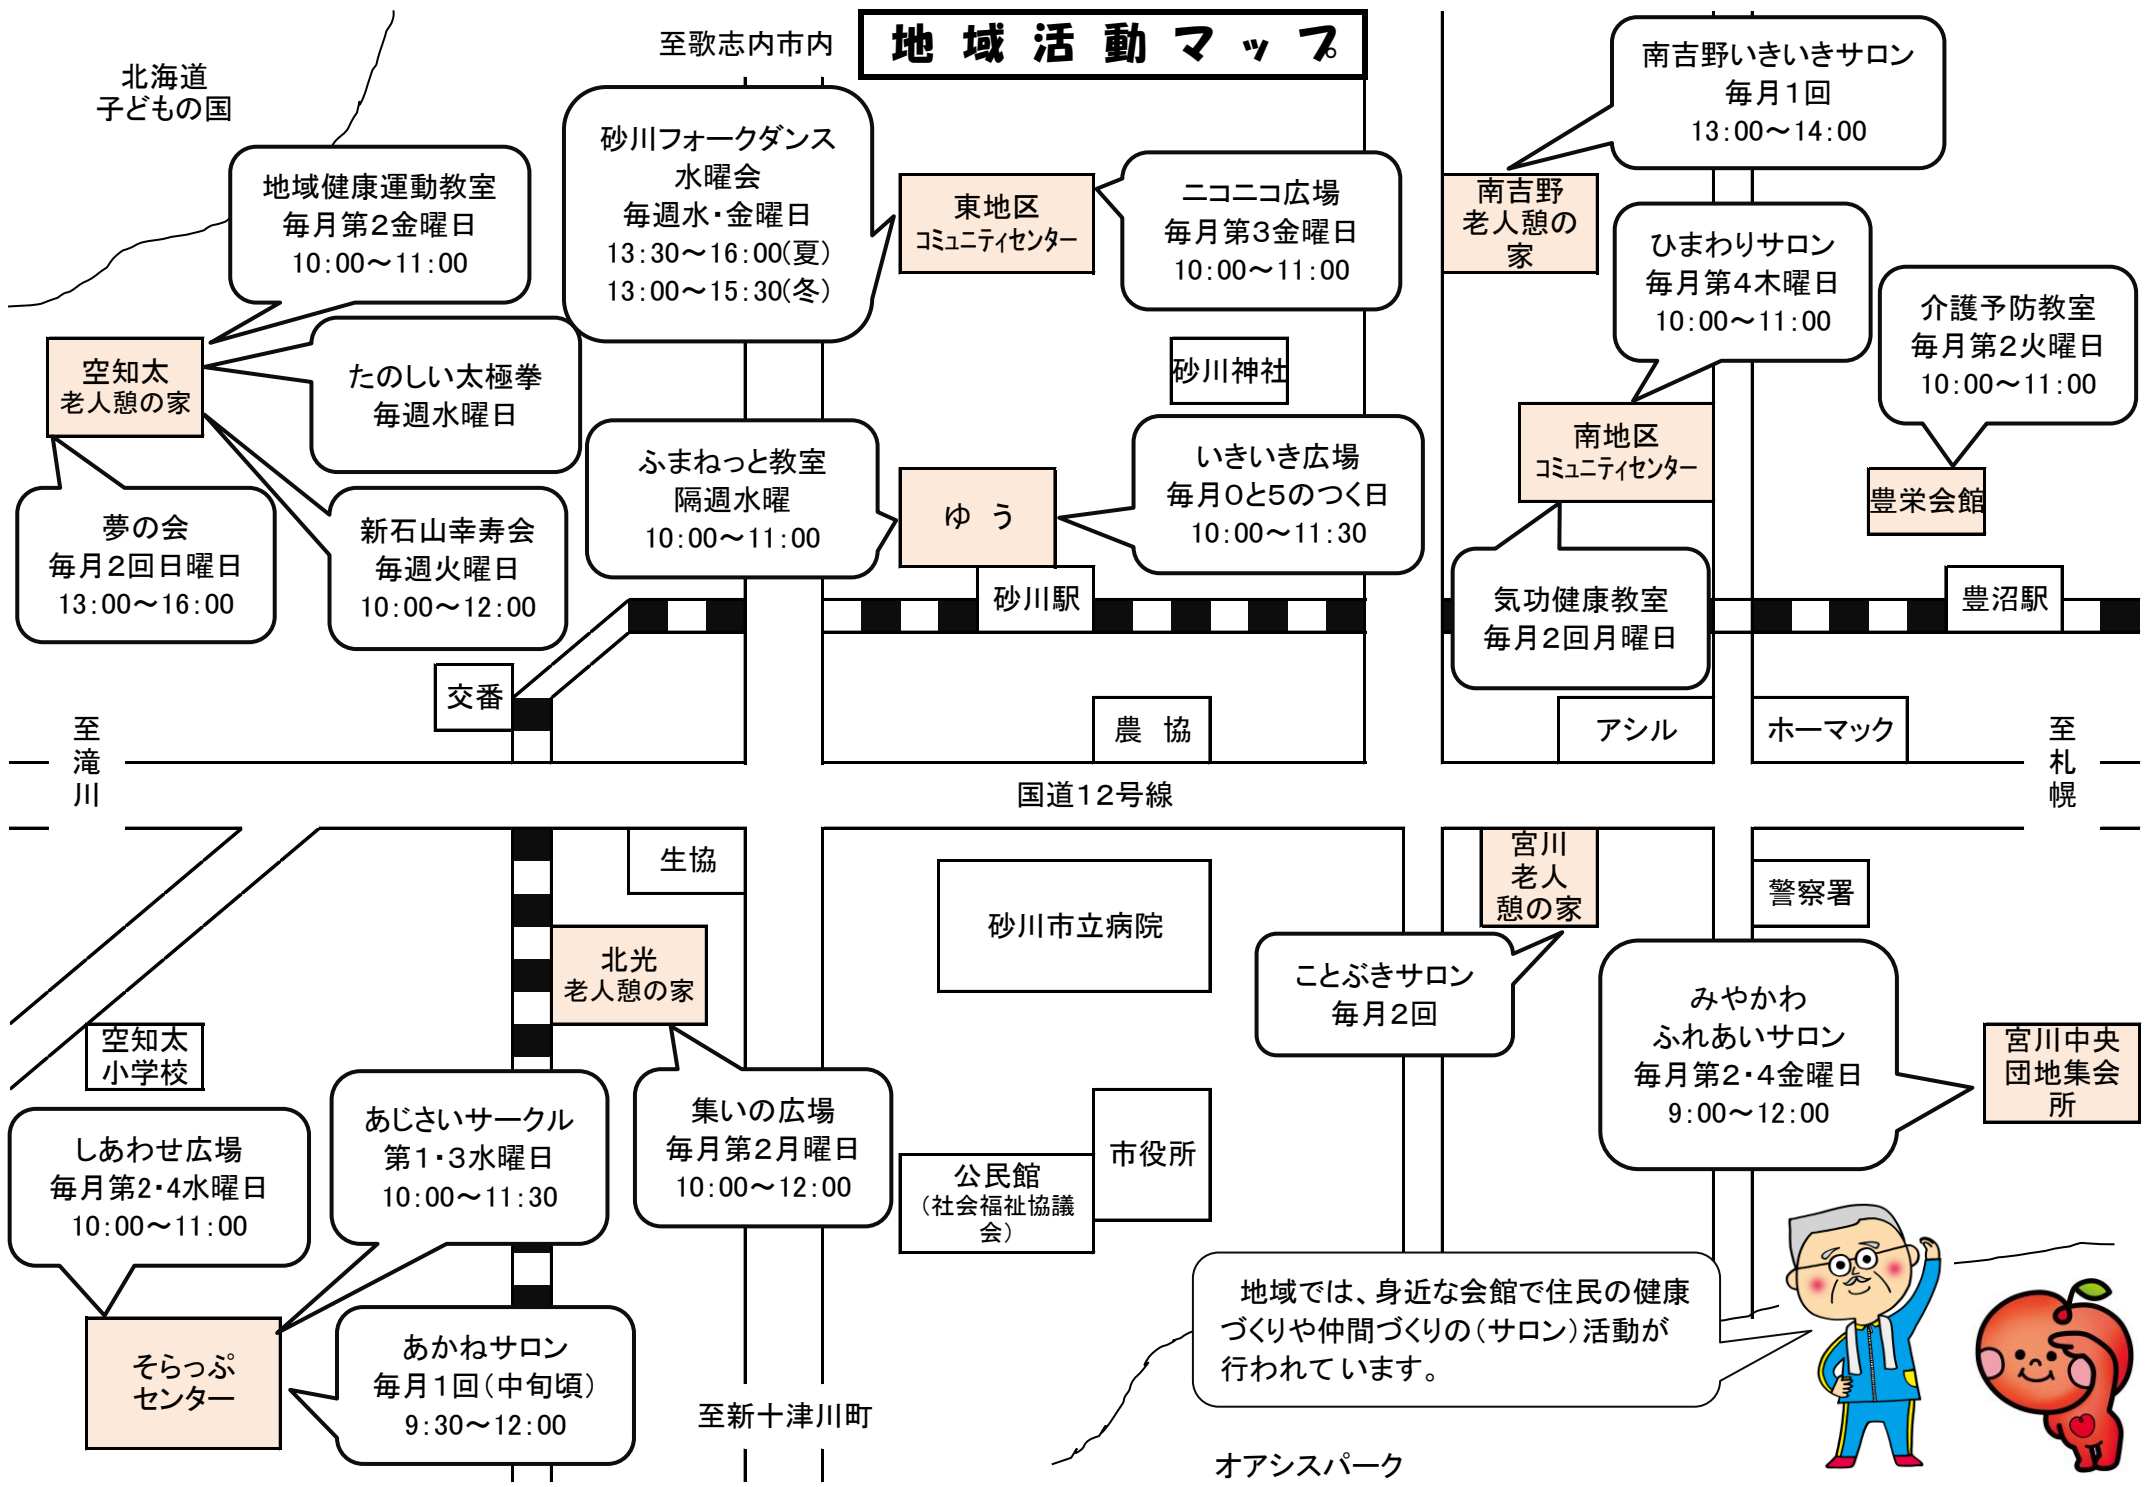 地域活動マップ。
至歌志内市内
北海道
子どもの国
南吉野いきいきサロン
毎月1回
13:00～14:00
砂川フォークダンス
水曜会
毎週水・金曜日
13:30～16:00(夏)
13:00～15:30(冬)
地域健康運動教室
毎月第2金曜日
10:00～11:00
東地区
コミュニティセンター
ニコニコ広場
毎月第3金曜日
10:00～11:00
南吉野
老人憩の
家
ひまわりサロン
毎月第4木曜日
10:00～11:00
介護予防教室
毎月第2火曜日
10:00～11:00
空知太
老人憩の家
たのしい太極拳
毎週水曜日
砂川神社
ふまねっと教室
隔週水曜
10:00～11:00
ゆ う
いきいき広場
毎月0と5のつく日
10:00～11:30
南地区
コミュニティセンター
豊栄会館
夢の会
毎月2回日曜日
13:00～16:00
新石山幸寿会
毎週火曜日
10:00～12:00
砂川駅
気功健康教室
毎月2回月曜日
豊沼駅
交番
農 協
アシル
ホーマック
至滝川
国道12号線
至札幌
生協
砂川市立病院
宮川
老人
憩の家
警察署
北光
老人憩の家
ことぶきサロン
毎月2回
みやかわ
ふれあいサロン
毎月第2・4金曜日
9:00～12:00
宮川中央
団地集会
所
空知太
小学校
しあわせ広場
毎月第2・4水曜日
10:00～11:00
あじさいサークル
第1・3水曜日
10:00～11:30
集いの広場
毎月第2月曜日
10:00～12:00
市役所
公民館
（社会福祉協議
会）
そらっぷ
センター
あかねサロン
毎月1回（中旬頃）
9:30～12:00
至新十津川町
地域では、身近な会館で住民の健康
づくりや仲間づくりの（サロン）活動が
行われています。
オアシスパーク